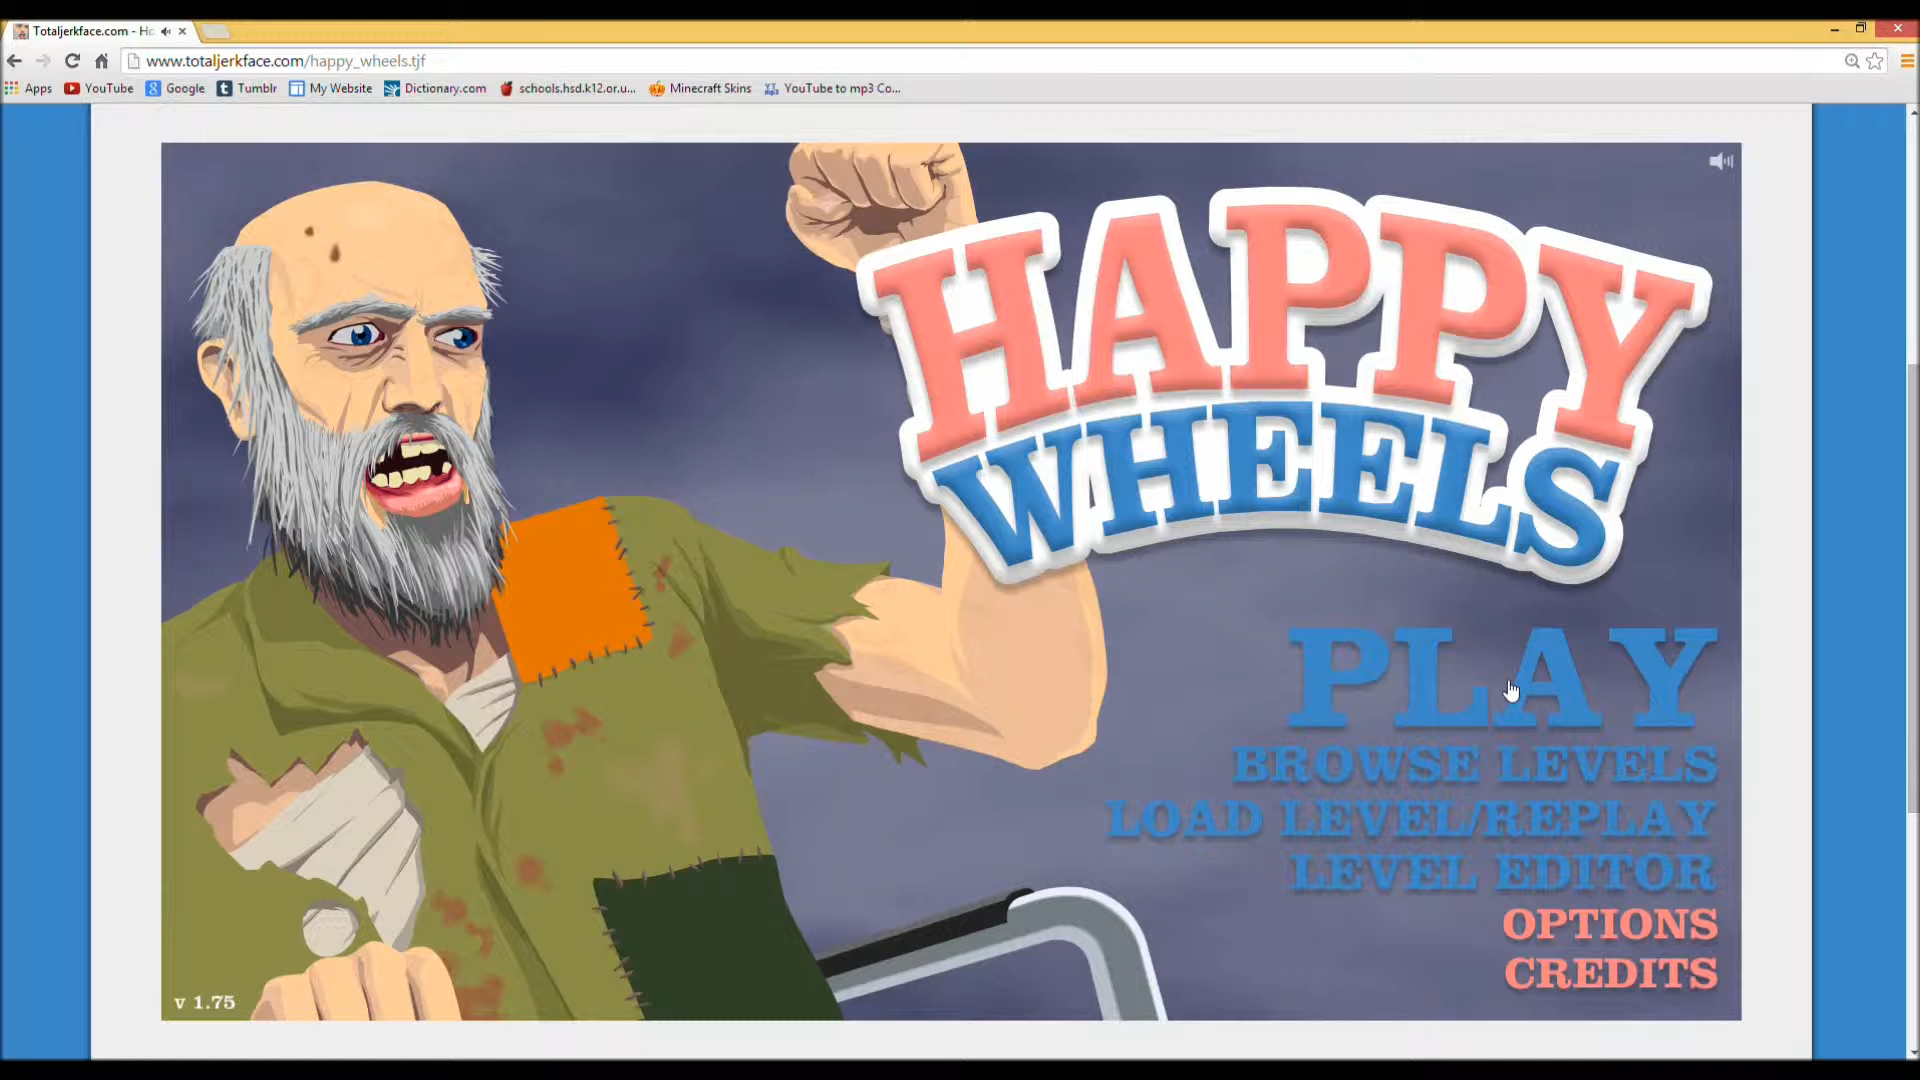 Totaljerkface.com - Ho
www.totaljerkface.com/happy_wheels.tjf
Apps YouTube Google Tumblr My Website Dictionary.com schools.hsd.k12.or.u... Minecraft Skins YouTube to mp3 Co...
HAPPY
WHEELS
PLAY
BROWSE LEVELS
LOAD LEVEL/REPLAY
LEVEL EDITOR
OPTIONS
CREDITS
v 1.75